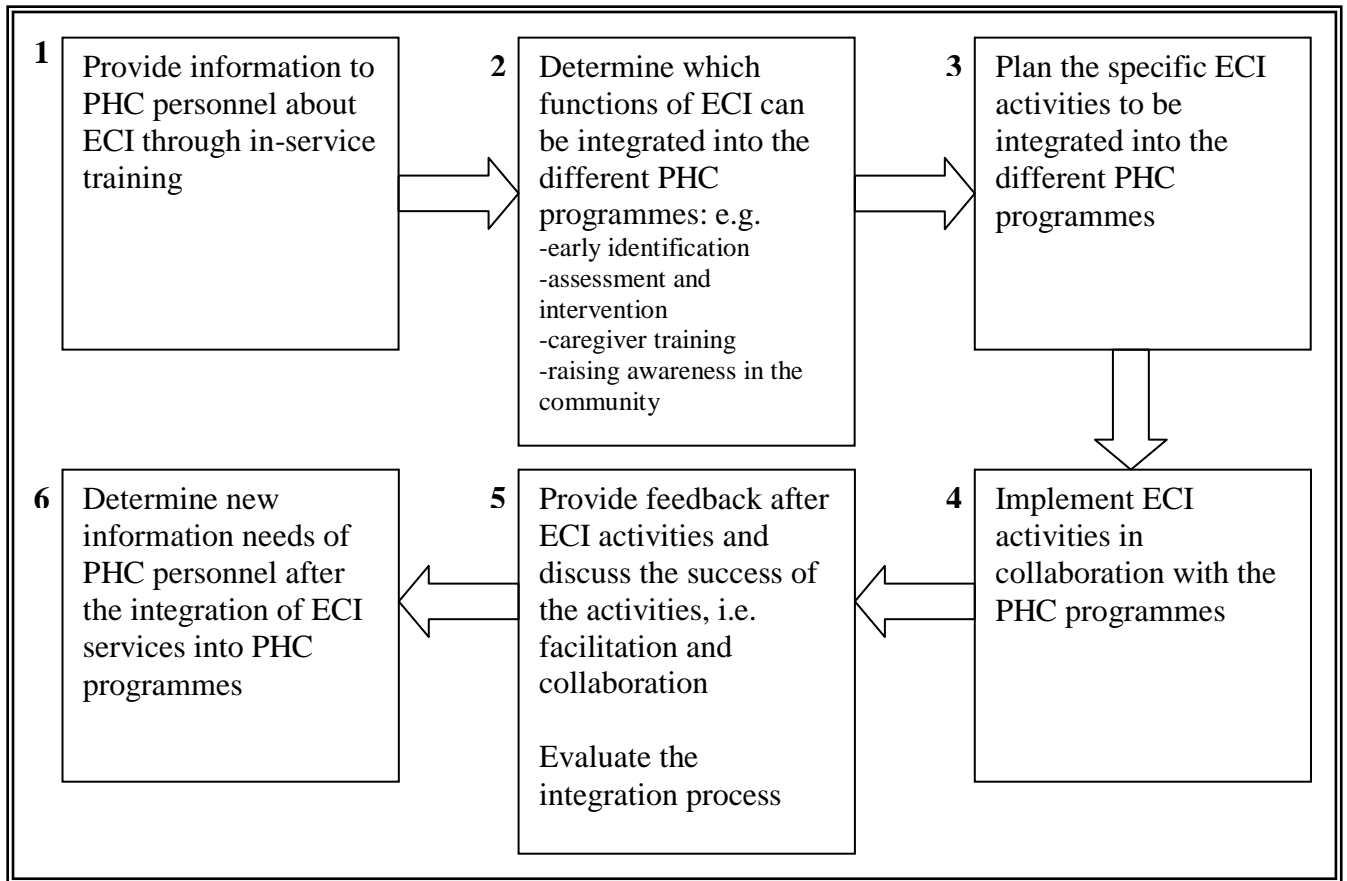 1
Provide information to
PHC personnel about
ECI through in-service
training
2
Determine which
functions of ECI can
be integrated into the
different PHC
programmes: e.g.
-early identification
-assessment and
intervention
-caregiver training
-raising awareness in the
community
3
Plan the specific ECI
activities to be
integrated into the
different PHC
programmes
4
Implement ECI
activities in
collaboration with the
PHC programmes
5
Provide feedback after
ECI activities and
discuss the success of
the activities, i.e.
facilitation and
collaboration
Evaluate the
integration process
6
Determine new
information needs of
PHC personnel after
the integration of ECI
services into PHC
programmes